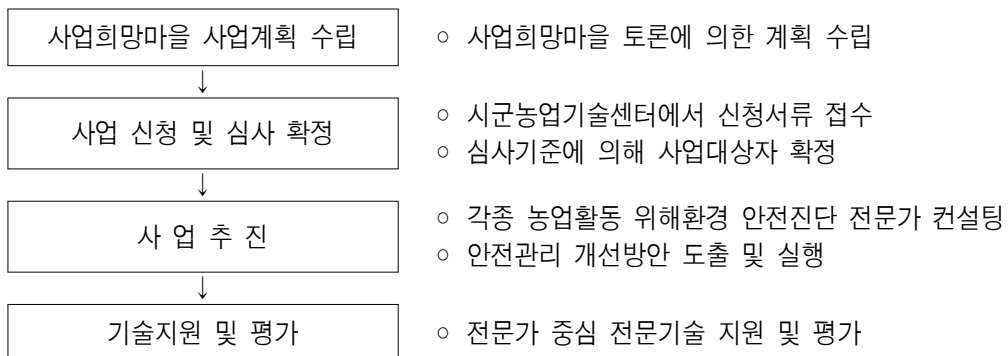 사업희망마을 사업계획 수립
○ 사업희망마을 토론에 의한 계획 수립
↓
사업 신청 및 심사 확정
○ 시군농업기술센터에서 신청서류 접수
○ 심사기준에 의해 사업대상자 확정
↓
사 업 추 진
○ 각종 농업활동 위해환경 안전진단 전문가 컨설팅
○ 안전관리 개선방안 도출 및 실행
↓
기술지원 및 평가
○ 전문가 중심 전문기술 지원 및 평가